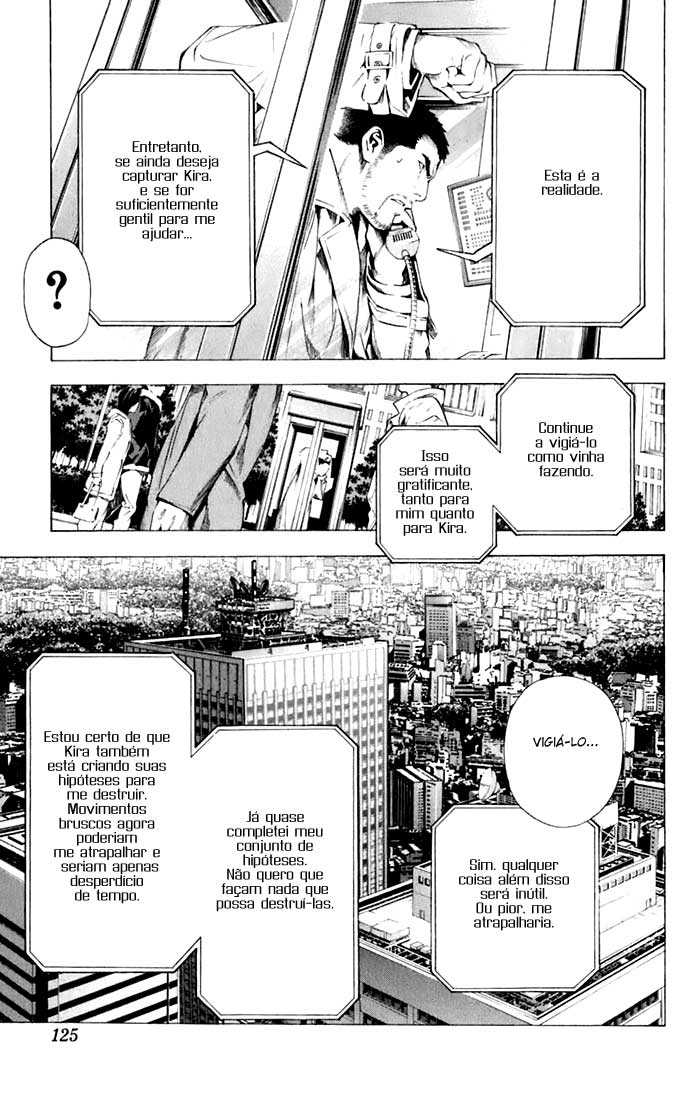 Esta é a
realidade.
Entretanto,
se ainda deseja
capturar Kira,
e se for
suficientemente
gentil para me
ajudar...
?
Continue
a vigiá-lo
como vinha
fazendo.
Isso
será muito
gratificante,
tanto para
mim quanto
para Kira.
VIGIÁ-LO...
Sim, qualquer
coisa além disso
será inútil.
Ou pior, me
atrapalharia.
Já quase
completei meu
conjunto de
hipóteses.
Não quero que
façam nada que
possa destruí-las.
Estou certo de que
Kira também
está criando suas
hipóteses para
me destruir.
Movimentos
bruscos agora
poderiam
me atrapalhar e
seriam apenas
desperdício
de tempo.
125